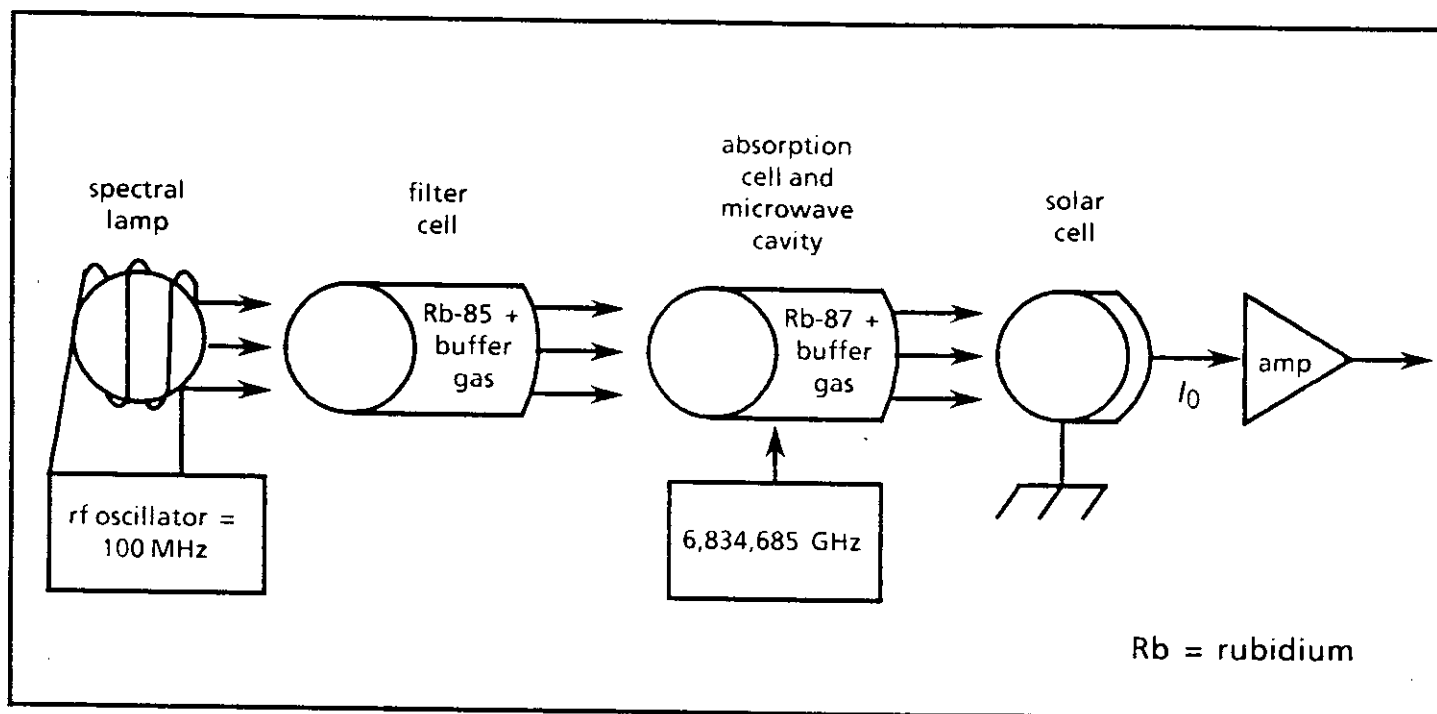 spectral
lamp
filter
cell
absorption
cell and
microwave
cavity
solar
cell
Rb-85 +
buffer
gas
Rb-87 +
buffer
gas
I0
amp
rf oscillator =
100 MHz
6,834,685 GHz
Rb = rubidium